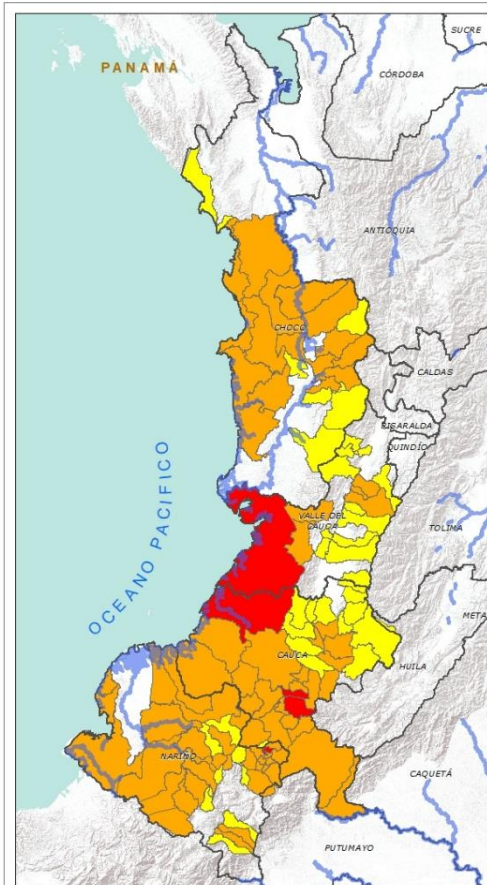 SUCRE
PANAMÁ
CÓRDOBA
ANTIOQUIA
CHOCÓ
CALDAS
RISARALDA
QUINDÍO
OCEANO PACIFICO
VALLE DEL
CAUCA
TOLIMA
META
CAUCA
HUILA
NARIÑO
CAQUETÁ
PUTUMAYO